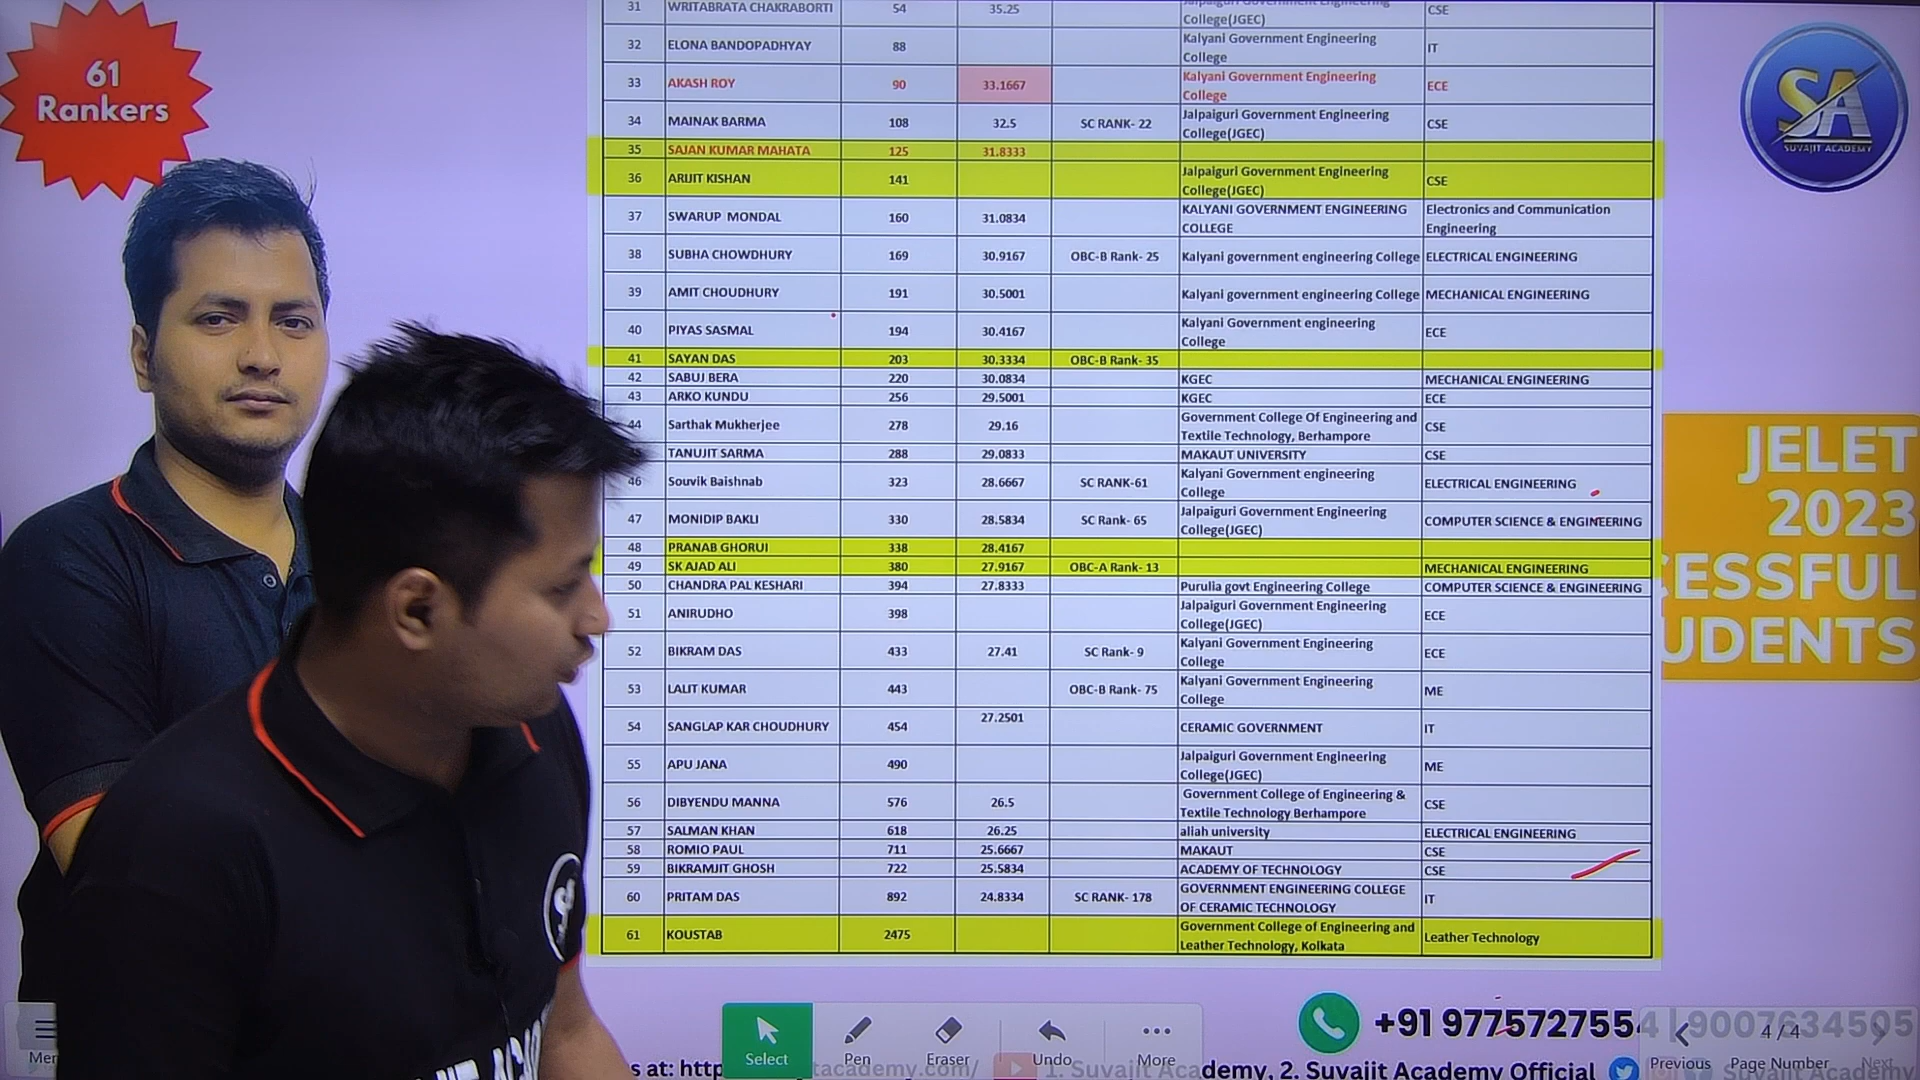 61
Rankers
31 WRITABRATA CHAKRABORTI 54 35.25 Jalpaiguri Government Engineering College(JGEC) CSE
32 ELONA BANDOPADHYAY 88 Kalyani Government Engineering College IT
33 AKASH ROY 90 33.1667 Kalyani Government Engineering College ECE
34 MAINAK BARMA 108 32.5 SC RANK- 22 Jalpaiguri Government Engineering College(JGEC) CSE
35 SAJAN KUMAR MAHATA 125 31.8333
36 ARIJIT KISHAN 141 Jalpaiguri Government Engineering College(JGEC) CSE
37 SWARUP MONDAL 160 31.0834 KALYANI GOVERNMENT ENGINEERING COLLEGE Electronics and Communication Engineering
38 SUBHA CHOWDHURY 169 30.9167 OBC-B Rank- 25 Kalyani government engineering College ELECTRICAL ENGINEERING
39 AMIT CHOUDHURY 191 30.5001 Kalyani government engineering College MECHANICAL ENGINEERING
40 PIYAS SASMAL 194 30.4167 Kalyani Government engineering College ECE
41 SAYAN DAS 203 30.3334 OBC-B Rank- 35
42 SABUJ BERA 220 30.0834 KGEC MECHANICAL ENGINEERING
43 ARKO KUNDU 256 29.5001 KGEC ECE
44 Sarthak Mukherjee 278 29.16 Government College Of Engineering and Textile Technology, Berhampore CSE
TANUJIT SARMA 288 29.0833 MAKAUT UNIVERSITY CSE
46 Souvik Baishnab 323 28.6667 SC RANK-61 Kalyani Government engineering College ELECTRICAL ENGINEERING
47 MONIDIP BAKLI 330 28.5834 SC Rank- 65 Jalpaiguri Government Engineering College(JGEC) COMPUTER SCIENCE & ENGINEERING
48 PRANAB GHORUI 338 28.4167
49 SK AJAD ALI 380 27.9167 OBC-A Rank- 13 MECHANICAL ENGINEERING
50 CHANDRA PAL KESHARI 394 27.8333 Purulia govt Engineering College COMPUTER SCIENCE & ENGINEERING
51 ANIRUDHO 398 Jalpaiguri Government Engineering College(JGEC) ECE
52 BIKRAM DAS 433 27.41 SC Rank- 9 Kalyani Government Engineering College ECE
53 LALIT KUMAR 443 OBC-B Rank- 75 Kalyani Government Engineering College ME
54 SANGLAP KAR CHOUDHURY 454 27.2501 CERAMIC GOVERNMENT IT
55 APU JANA 490 Jalpaiguri Government Engineering College(JGEC) ME
56 DIBYENDU MANNA 576 26.5 Government College of Engineering & Textile Technology Berhampore CSE
57 SALMAN KHAN 618 26.25 aliah university ELECTRICAL ENGINEERING
58 ROMIO PAUL 711 25.6667 MAKAUT CSE
59 BIKRAMJIT GHOSH 722 25.5834 ACADEMY OF TECHNOLOGY CSE
60 PRITAM DAS 892 24.8334 SC RANK- 178 GOVERNMENT ENGINEERING COLLEGE OF CERAMIC TECHNOLOGY IT
61 KOUSTAB 2475 Government College of Engineering and Leather Technology, Kolkata Leather Technology
SA
SUVAJIT ACADEMY
JELET
2023
CESSFUL
UDENTS
+91 9775727554 | 9007634505
4 / 4
Men
Select Pen Eraser Undo More
Previous Page Number Next
s at: http tacademy.com/ 1. Suvajit Academy, 2. Suvajit Academy Official Suvajit Academy